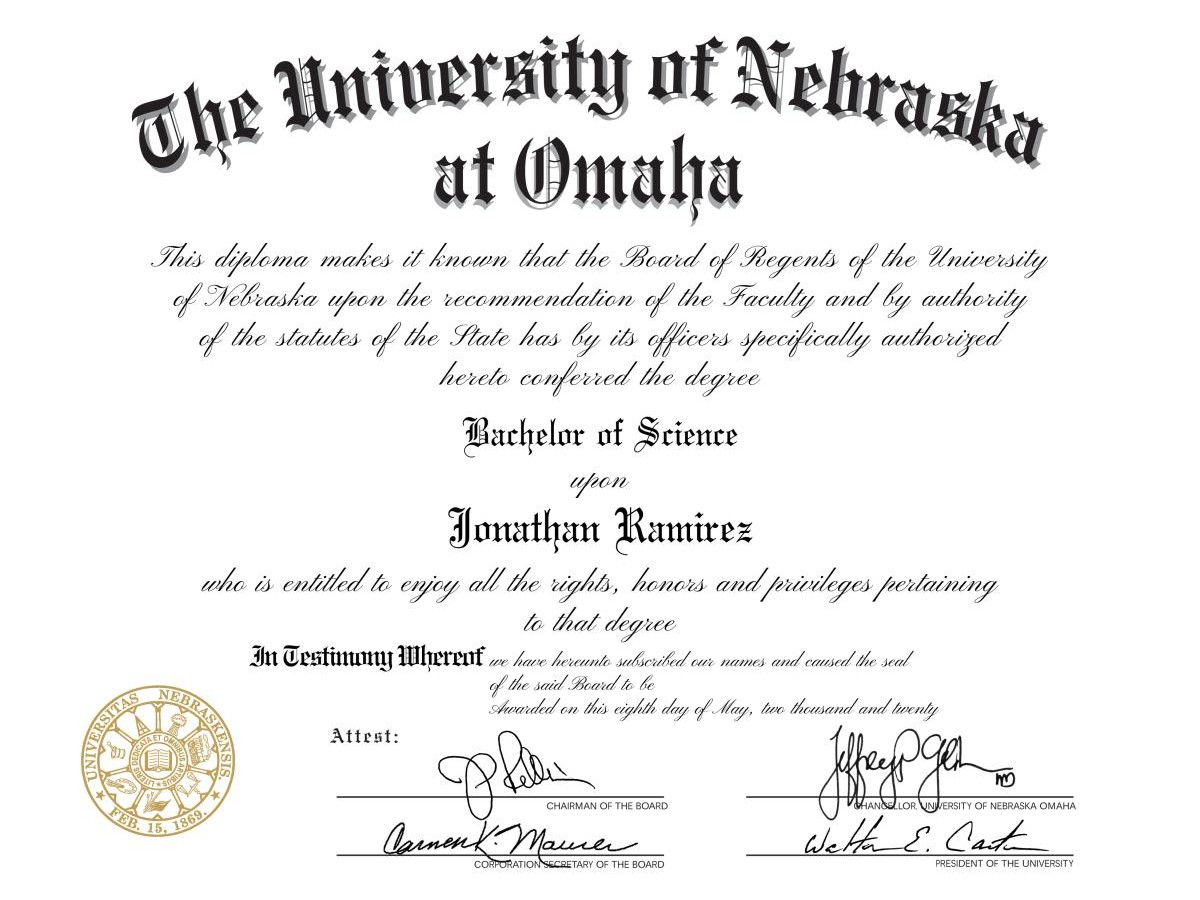 The University of Nebraska
at Omaha
This diploma makes it known that the Board of Regents of the University
of Nebraska upon the recommendation of the Faculty and by authority
of the statutes of the State has by its officers specifically authorized
hereto conferred the degree
Bachelor of Science
upon
Jonathan Ramirez
who is entitled to enjoy all the rights, honors and privileges pertaining
to that degree
In Testimony Whereof we have hereunto subscribed our names and caused the seal
of the said Board to be
Awarded on this eighth day of May, two thousand and twenty
UNIVERSITAS NEBRASKENSIS
DEDICATA ET OMNIBUS ARTIBUS LITERIS
FEB. 15, 1869.
Attest:
CHAIRMAN OF THE BOARD
CHANCELLOR, UNIVERSITY OF NEBRASKA OMAHA
Carmen K. Maurer
CORPORATION SECRETARY OF THE BOARD
Walter E. Carter
PRESIDENT OF THE UNIVERSITY